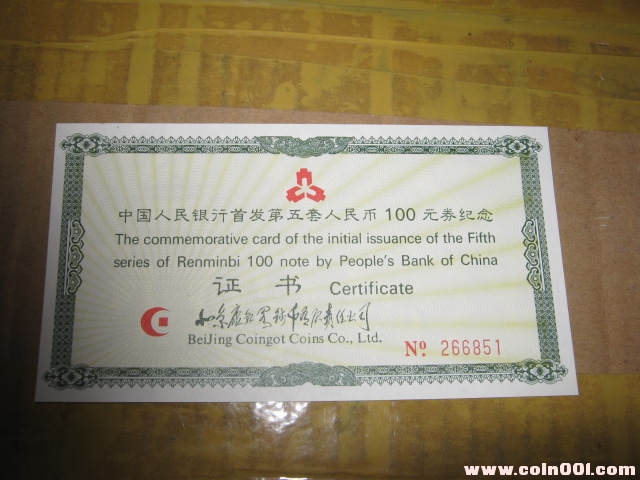 中国人民银行首发第五套人民币100元券纪念
The commemorative card of the initial issuance of the Fifth
series of Renminbi 100 note by People's Bank of China
证书 Certificate
BeiJing Coingot Coins Co., Ltd.
No. 266851
www.coin001.com